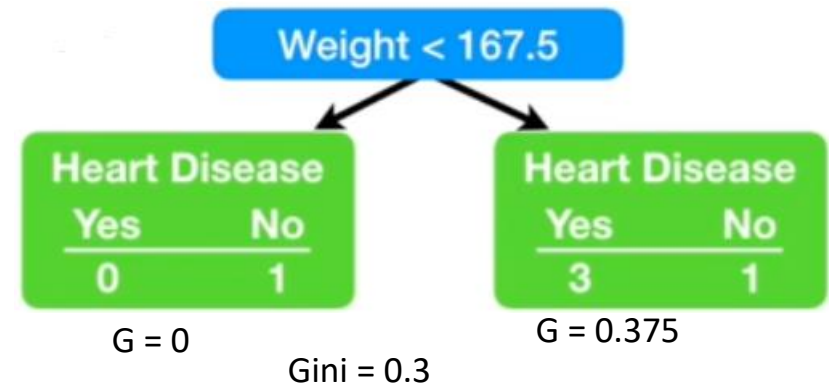 Weight < 167.5
Heart Disease
Yes No
0 1
G = 0
Heart Disease
Yes No
3 1
G = 0.375
Gini = 0.3